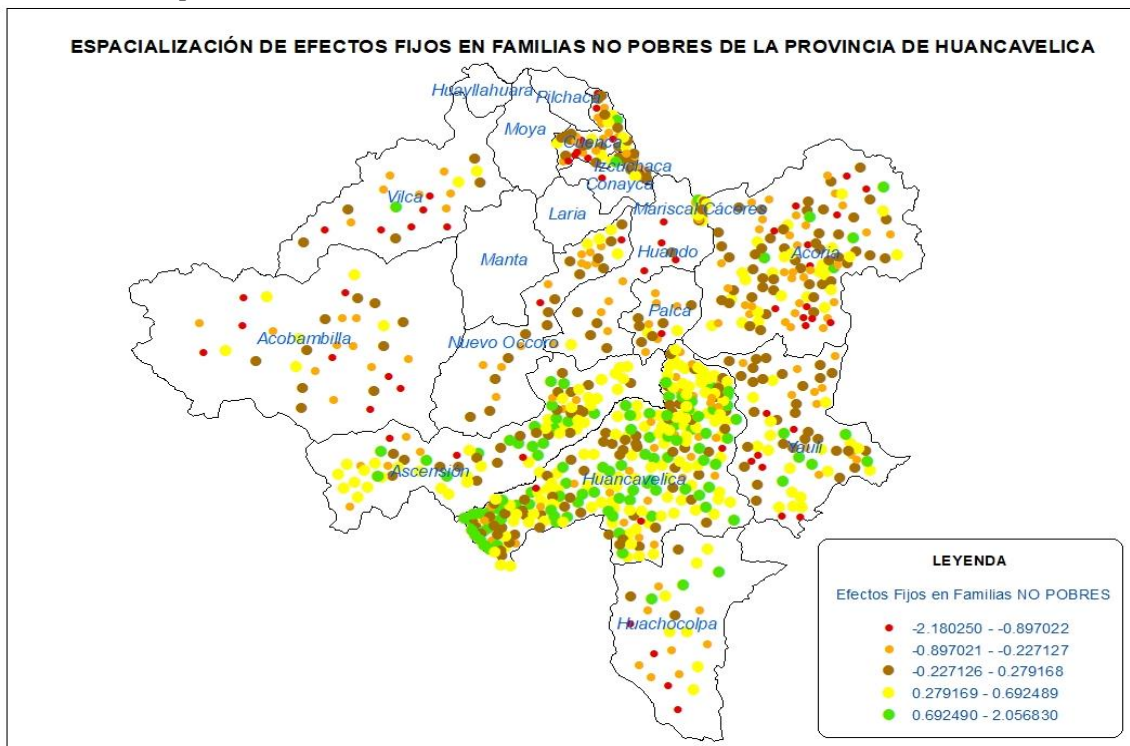 ESPACIALIZACIÓN DE EFECTOS FIJOS EN FAMILIAS NO POBRES DE LA PROVINCIA DE HUANCAVELICA
Huayllahuara
Pilchaca
Moya
Cuenca
Izcuchaca
Conayca
Vilca
Laria
Mariscal Cáceres
Manta
Huando
Acoria
Acobambilla
Nuevo Occoro
Palca
Ascensión
Huancavelica
Yauli
Huachocolpa
LEYENDA
Efectos Fijos en Familias NO POBRES
-2.180250 - -0.897022
-0.897021 - -0.227127
-0.227126 - 0.279168
0.279169 - 0.692489
0.692490 - 2.056830